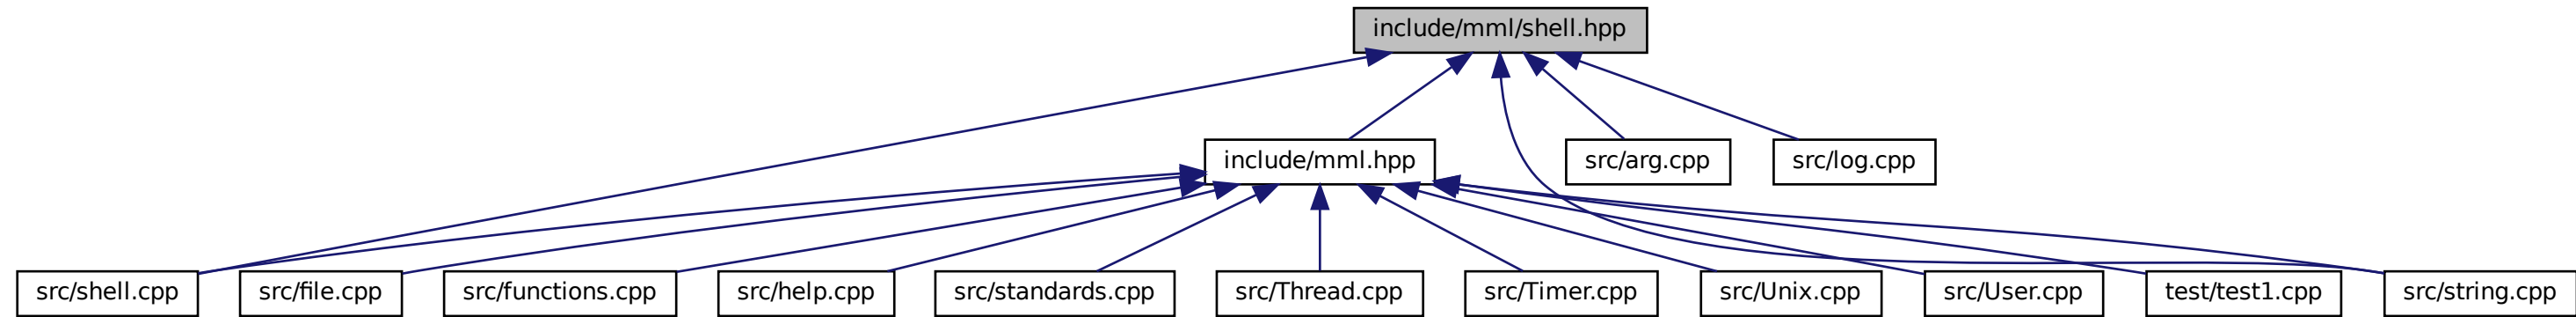 include/mml/shell.hpp
include/mml.hpp
src/arg.cpp
src/log.cpp
src/shell.cpp
src/file.cpp
src/functions.cpp
src/help.cpp
src/standards.cpp
src/Thread.cpp
src/Timer.cpp
src/Unix.cpp
src/User.cpp
test/test1.cpp
src/string.cpp